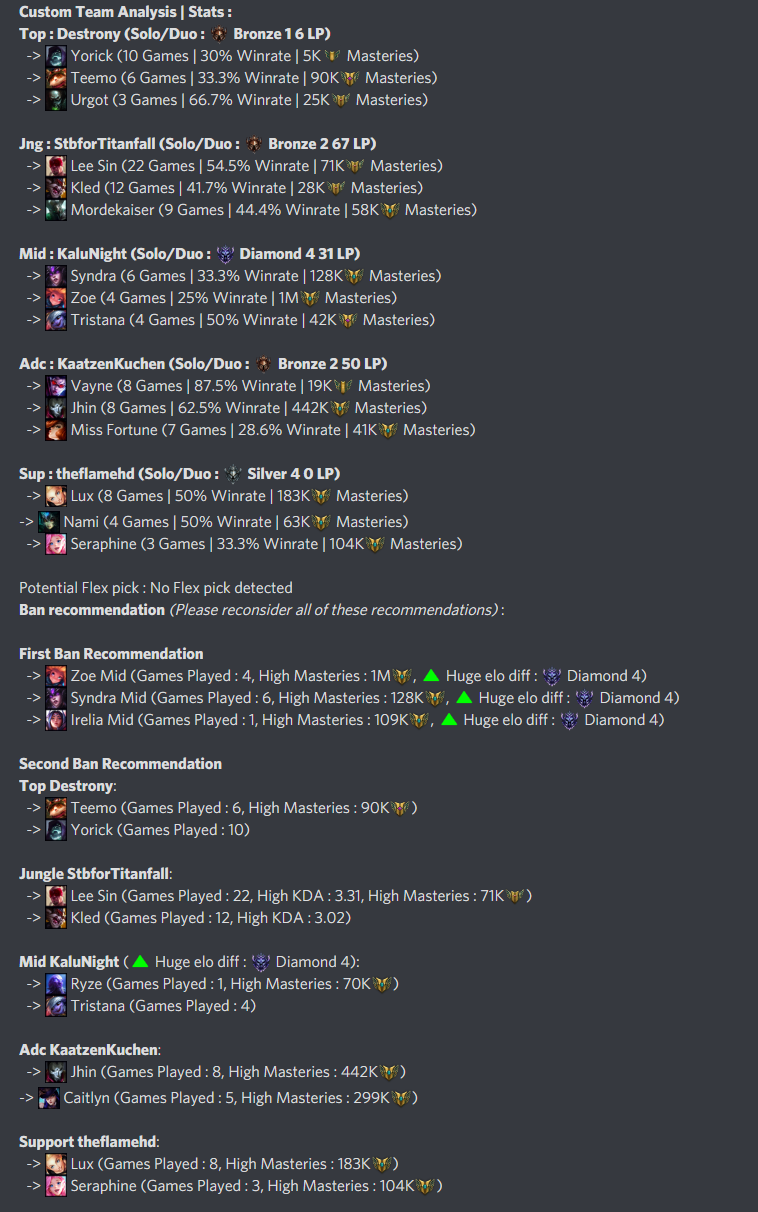 Custom Team Analysis | Stats :
Top : Destrony (Solo/Duo : Bronze 1 6 LP)
-> Yorick (10 Games | 30% Winrate | 5K Masteries)
-> Teemo (6 Games | 33.3% Winrate | 90K Masteries)
-> Urgot (3 Games | 66.7% Winrate | 25K Masteries)
Jng : StbforTitanfall (Solo/Duo : Bronze 2 67 LP)
-> Lee Sin (22 Games | 54.5% Winrate | 71K Masteries)
-> Kled (12 Games | 41.7% Winrate | 28K Masteries)
-> Mordekaiser (9 Games | 44.4% Winrate | 58K Masteries)
Mid : KaluNight (Solo/Duo : Diamond 4 31 LP)
-> Syndra (6 Games | 33.3% Winrate | 128K Masteries)
-> Zoe (4 Games | 25% Winrate | 1M Masteries)
-> Tristana (4 Games | 50% Winrate | 42K Masteries)
Adc : KaatzenKuchen (Solo/Duo : Bronze 2 50 LP)
-> Vayne (8 Games | 87.5% Winrate | 19K Masteries)
-> Jhin (8 Games | 62.5% Winrate | 442K Masteries)
-> Miss Fortune (7 Games | 28.6% Winrate | 41K Masteries)
Sup : theflamehd (Solo/Duo : Silver 4 0 LP)
-> Lux (8 Games | 50% Winrate | 183K Masteries)
-> Nami (4 Games | 50% Winrate | 63K Masteries)
-> Seraphine (3 Games | 33.3% Winrate | 104K Masteries)
Potential Flex pick : No Flex pick detected
Ban recommendation (Please reconsider all of these recommendations) :
First Ban Recommendation
-> Zoe Mid (Games Played : 4, High Masteries : 1M, Huge elo diff : Diamond 4)
-> Syndra Mid (Games Played : 6, High Masteries : 128K, Huge elo diff : Diamond 4)
-> Irelia Mid (Games Played : 1, High Masteries : 109K, Huge elo diff : Diamond 4)
Second Ban Recommendation
Top Destrony:
-> Teemo (Games Played : 6, High Masteries : 90K)
-> Yorick (Games Played : 10)
Jungle StbforTitanfall:
-> Lee Sin (Games Played : 22, High KDA : 3.31, High Masteries : 71K)
-> Kled (Games Played : 12, High KDA : 3.02)
Mid KaluNight ( Huge elo diff : Diamond 4):
-> Ryze (Games Played : 1, High Masteries : 70K)
-> Tristana (Games Played : 4)
Adc KaatzenKuchen:
-> Jhin (Games Played : 8, High Masteries : 442K)
-> Caitlyn (Games Played : 5, High Masteries : 299K)
Support theflamehd:
-> Lux (Games Played : 8, High Masteries : 183K)
-> Seraphine (Games Played : 3, High Masteries : 104K)